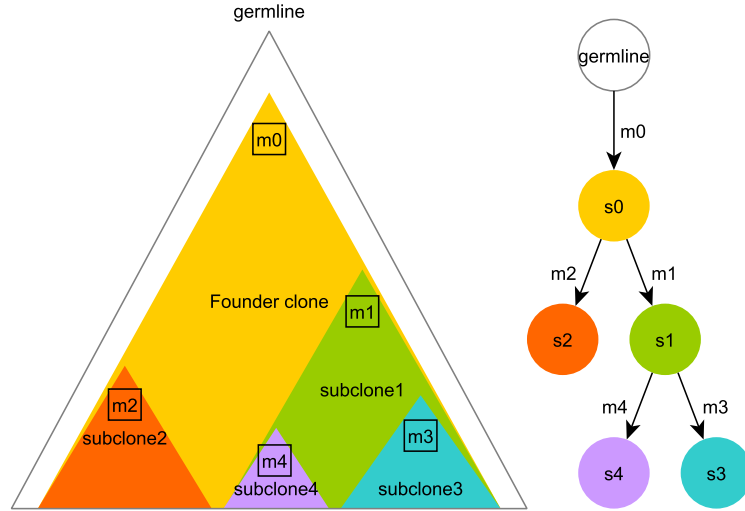 germline
m0
Founder clone
m1
subclone1
m2
subclone2
m3
m4
subclone4
subclone3
germline
m0
s0
m2
m1
s2
s1
m4
m3
s4
s3